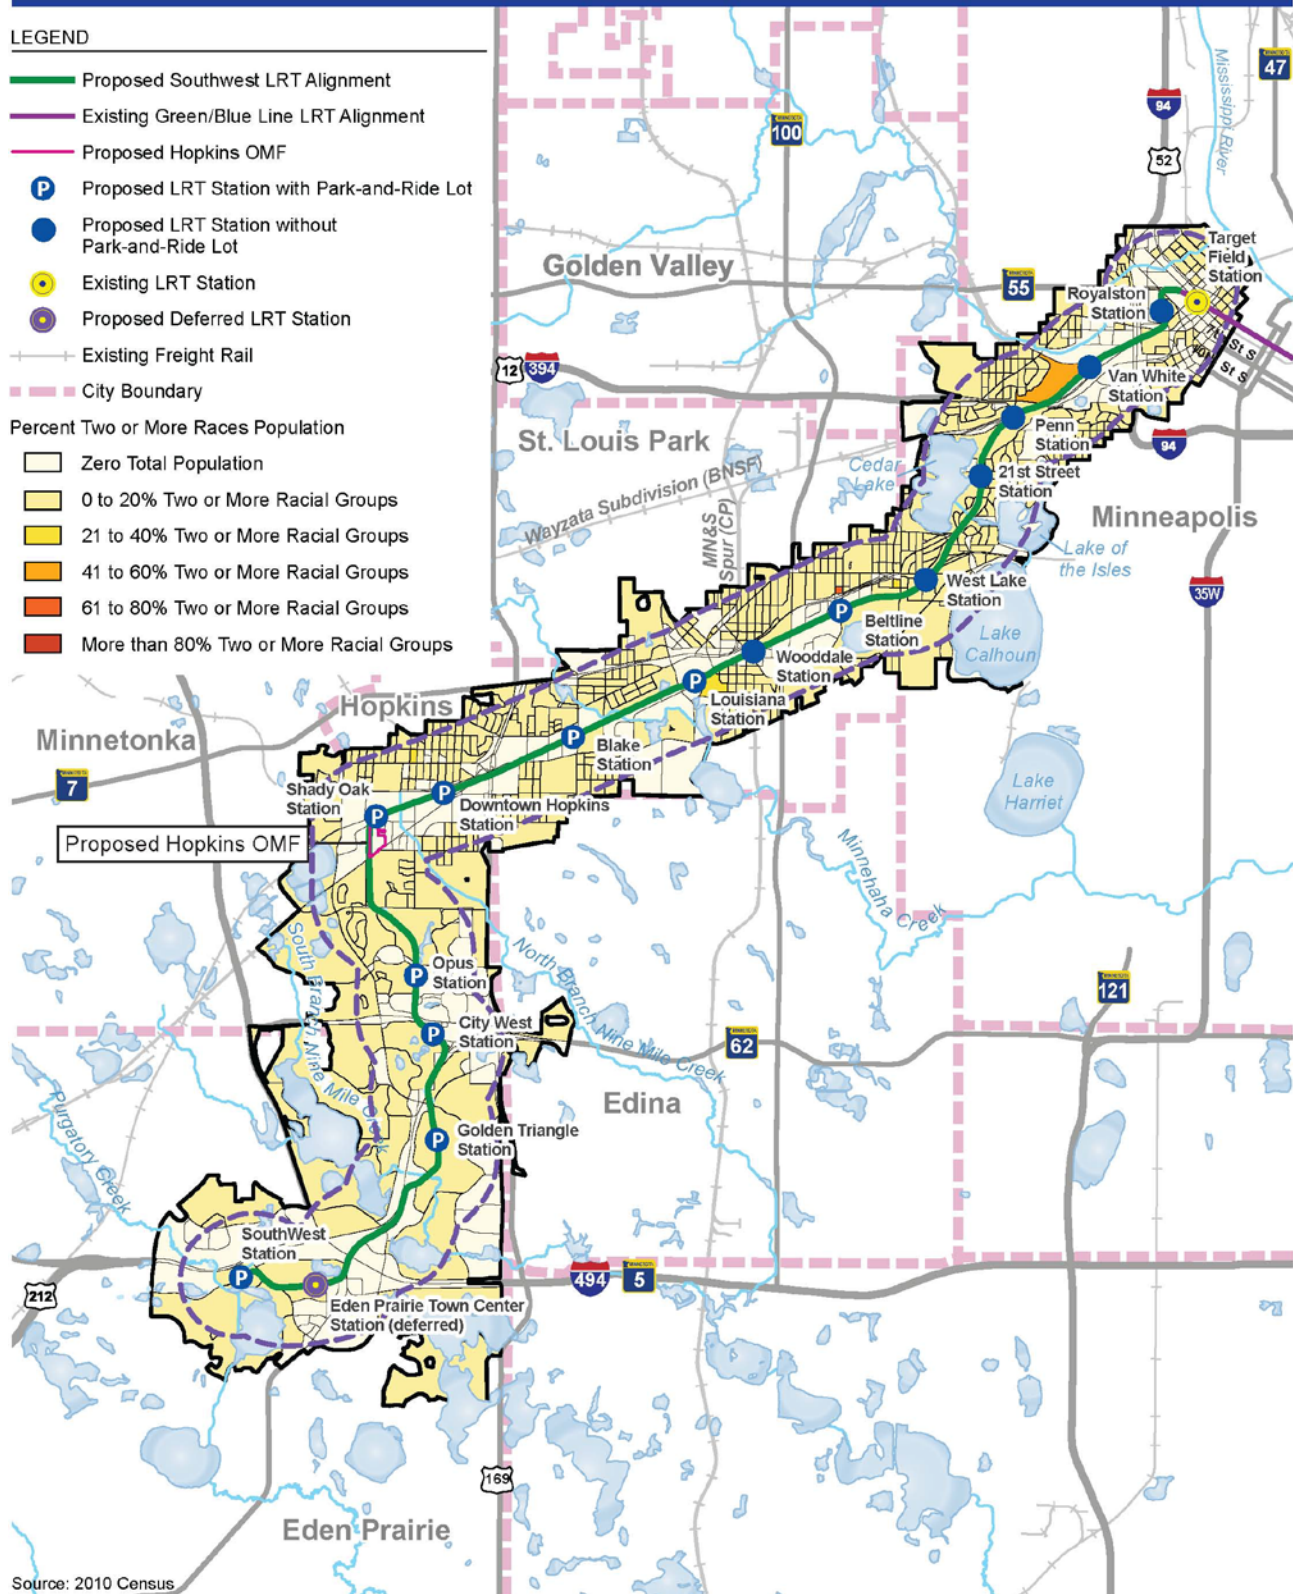 LEGEND
Proposed Southwest LRT Alignment
Existing Green/Blue Line LRT Alignment
Proposed Hopkins OMF
P
Proposed LRT Station with Park-and-Ride Lot
Proposed LRT Station without
Park-and-Ride Lot
Existing LRT Station
Proposed Deferred LRT Station
Existing Freight Rail
City Boundary
Percent Two or More Races Population
Zero Total Population
0 to 20% Two or More Racial Groups
21 to 40% Two or More Racial Groups
41 to 60% Two or More Racial Groups
61 to 80% Two or More Racial Groups
More than 80% Two or More Racial Groups
47
94
100
52
Mississippi River
Golden Valley
Target
Field
Station
55
Royalston
Station
7th St S
10th St S
12
394
Van White
Station
St. Louis Park
Penn
Station
94
Cedar
Lake
21st Street
Station
Wayzata Subdivision (BNSF)
MN&S
Spur (CP)
Minneapolis
Lake of
the Isles
West Lake
Station
35W
P
Beltline
Station
Lake
Calhoun
Wooddale
Station
P
Louisiana
Station
Hopkins
Minnetonka
P
Blake
Station
7
Shady Oak
Station
P
P
Downtown Hopkins
Station
Lake
Harriet
Proposed Hopkins OMF
Minnehaha Creek
South Branch Nine Mile Creek
North Branch Nine Mile Creek
P
Opus
Station
121
P
City West
Station
62
Edina
Purgatory Creek
P
Golden Triangle
Station
SouthWest
Station
P
212
494
5
Eden Prairie Town Center
Station (deferred)
169
Eden Prairie
Source: 2010 Census